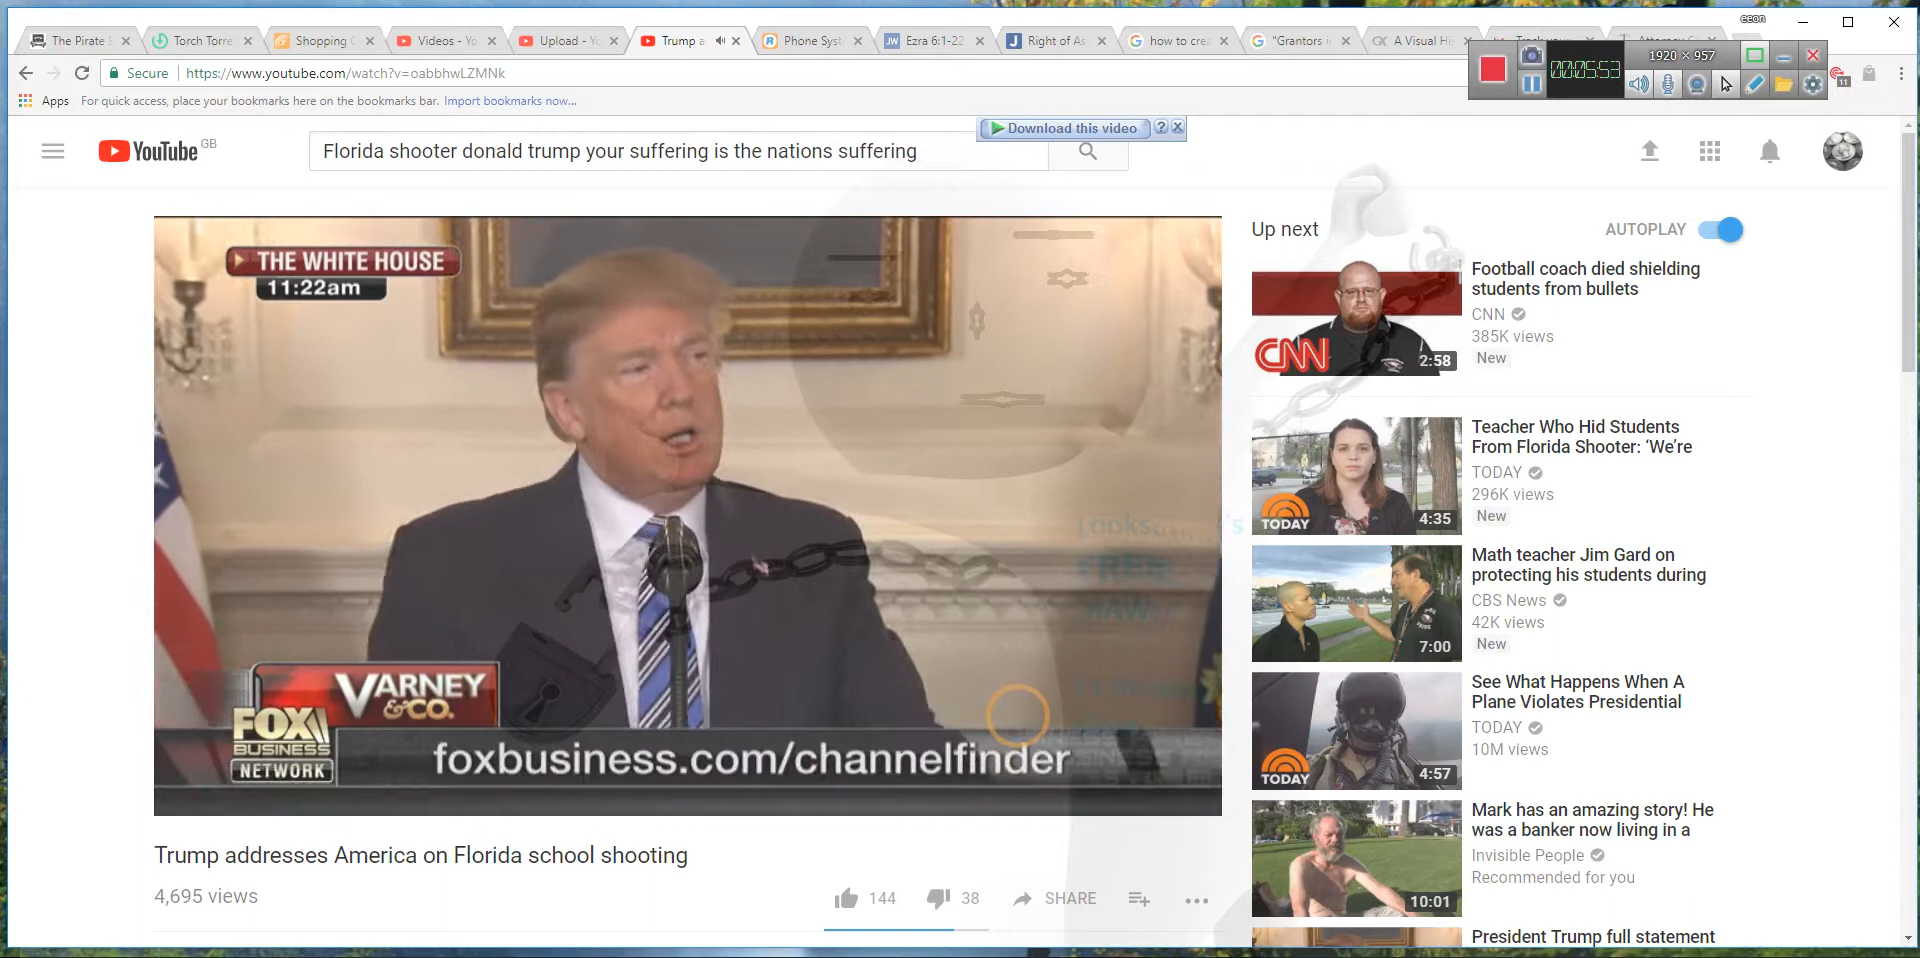 eeon
The Pirate
Torch Torre
Shopping
Videos - Yo
Upload - Yo
Trump a
Phone Syst
Ezra 6:1-22
Right of As
how to crea
"Grantors
A Visual Hi
https://www.youtube.com/watch?v=oabbhwLZMNk
Secure
00:05:53
1920 × 957
11
Apps
For quick access, place your bookmarks here on the bookmarks bar. Import bookmarks now...
Download this video
YouTube GB
Florida shooter donald trump your suffering is the nations suffering
THE WHITE HOUSE
11:22am
VARNEY
&CO.
FOX
BUSINESS
NETWORK
foxbusiness.com/channelfinder
Trump addresses America on Florida school shooting
4,695 views
144
38
SHARE
Up next
AUTOPLAY
CNN
2:58
Football coach died shielding
students from bullets
CNN
385K views
New
TODAY
4:35
Teacher Who Hid Students
From Florida Shooter: ‘We’re
TODAY
296K views
New
7:00
Math teacher Jim Gard on
protecting his students during
CBS News
42K views
New
TODAY
4:57
See What Happens When A
Plane Violates Presidential
TODAY
10M views
10:01
Mark has an amazing story! He
was a banker now living in a
Invisible People
Recommended for you
President Trump full statement